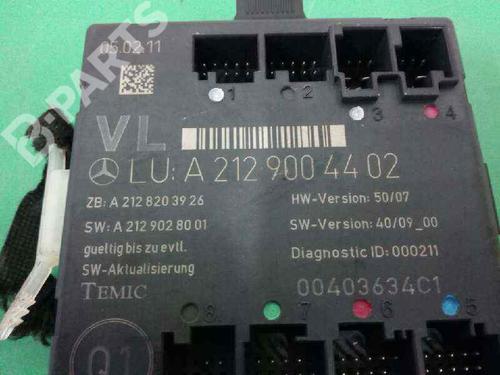 05.02.11
B-PARTS
1
2
3
4
VL
LU: A 212 900 44 02
ZB: A 212 820 39 26
HW-Version: 50/07
SW: A 212 902 80 01
SW-Version: 40/09_00
gueltig bis zu evtl.
Diagnostic ID: 000211
SW-Aktualisierung
TEMIC
00403634C1
8
7
6
5
Q1